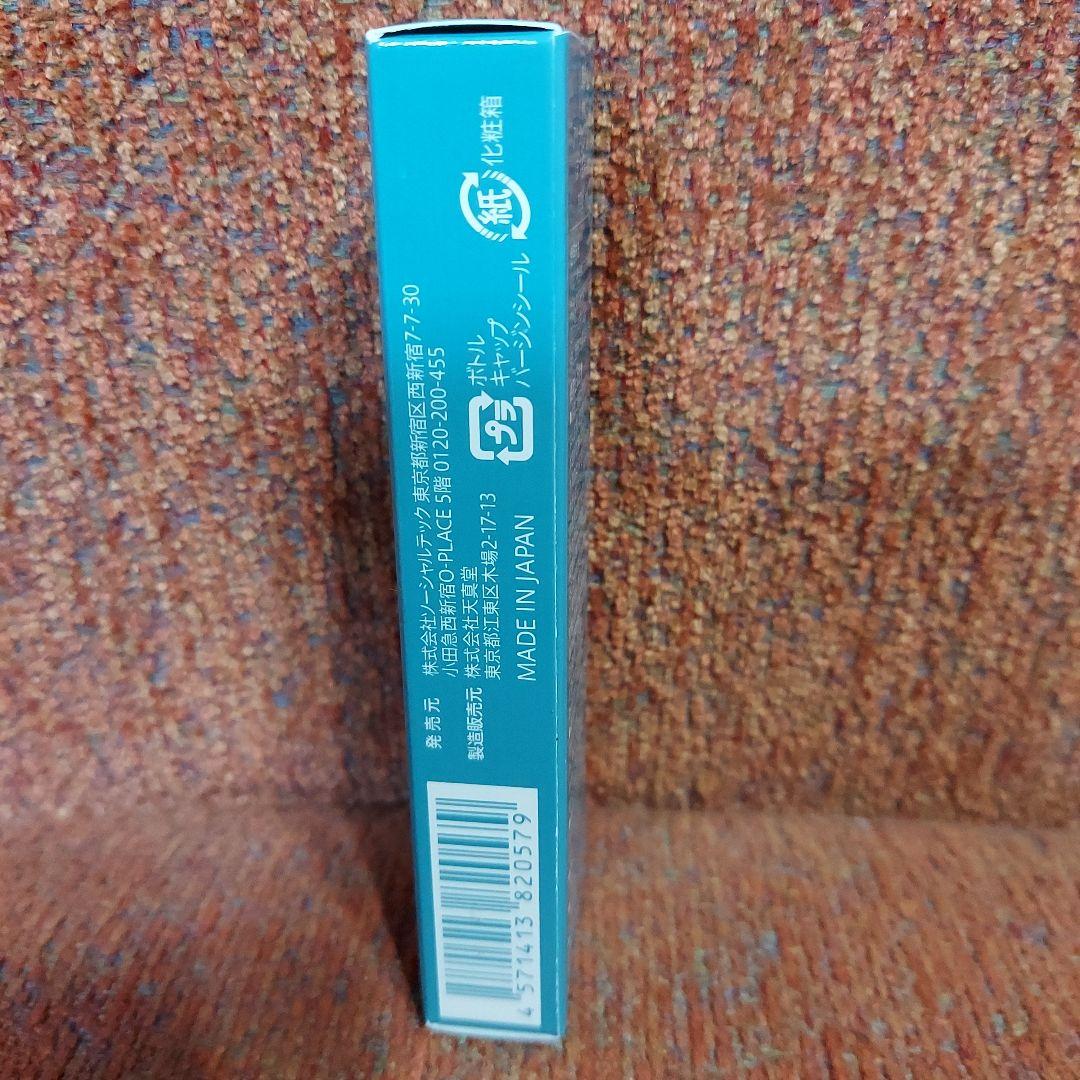 発売元 株式会社ソーシャルテック 東京都新宿区西新宿7-7-30
小田急西新宿O-PLACE 5階 0120-200-455
製造販売元 株式会社天真堂
東京都江東区木場2-17-13
MADE IN JAPAN
プラ
ボトル
キャップ
バージンシール
紙
化粧箱
4 571413 820579